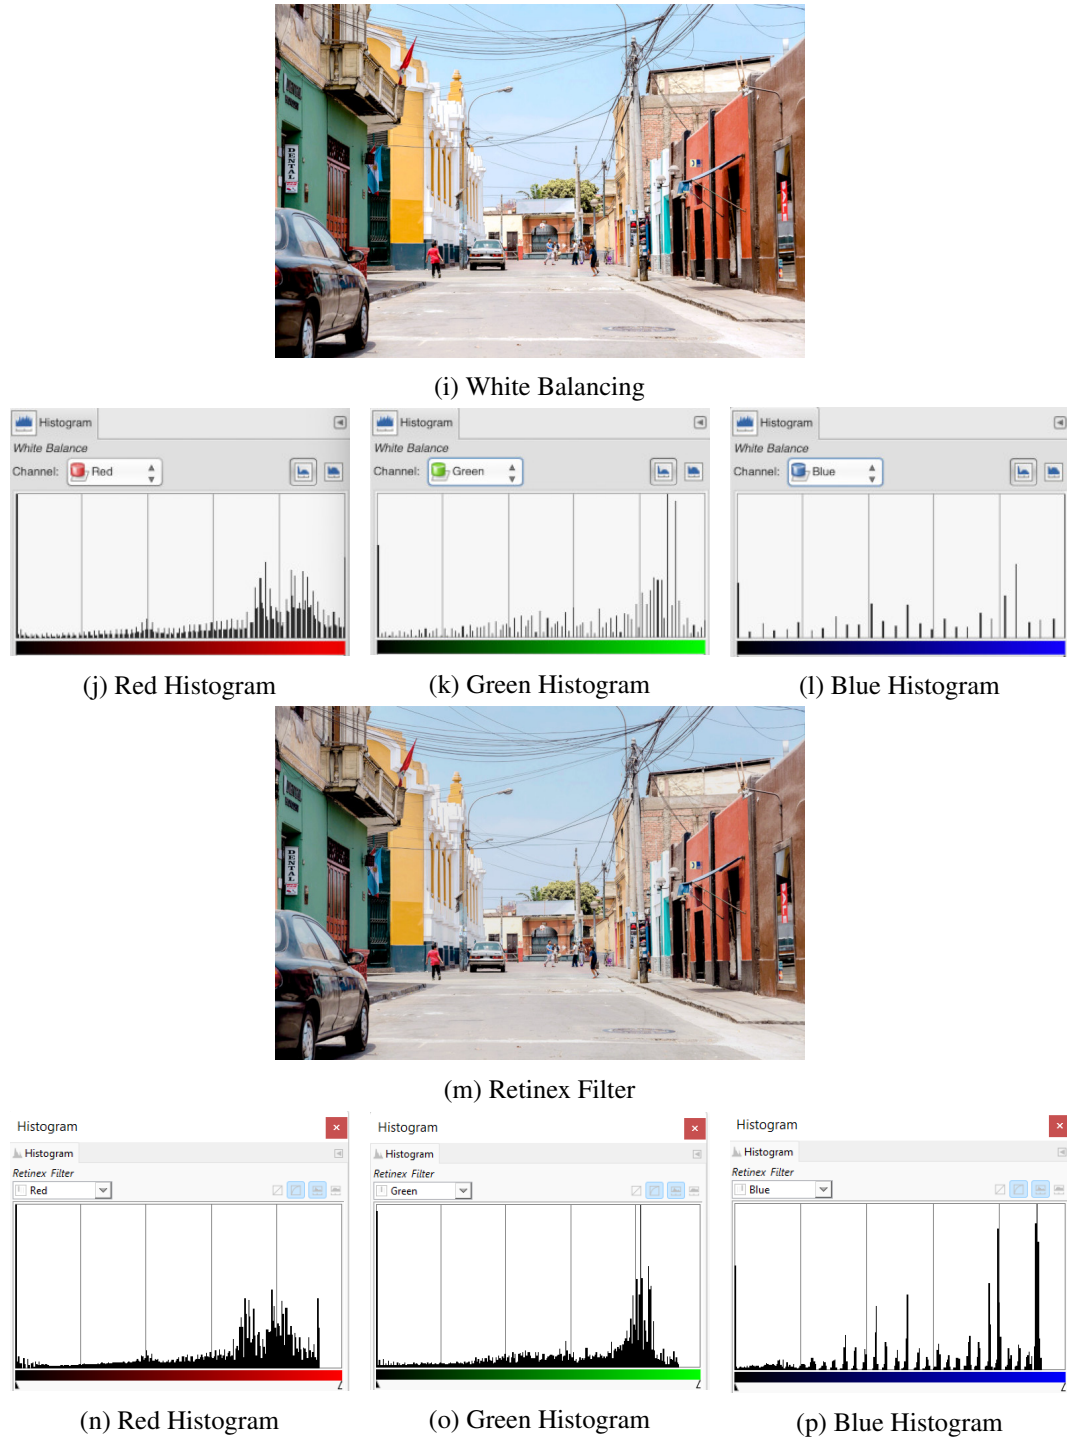 DENTAL
(i) White Balancing
Histogram
White Balance
Channel: Red
Histogram
White Balance
Channel: Green
Histogram
White Balance
Channel: Blue
(j) Red Histogram
(k) Green Histogram
(l) Blue Histogram
DENTAL
(m) Retinex Filter
Histogram
Histogram
Retinex Filter
Red
Histogram
Histogram
Retinex Filter
Green
Histogram
Histogram
Retinex Filter
Blue
(n) Red Histogram
(o) Green Histogram
(p) Blue Histogram